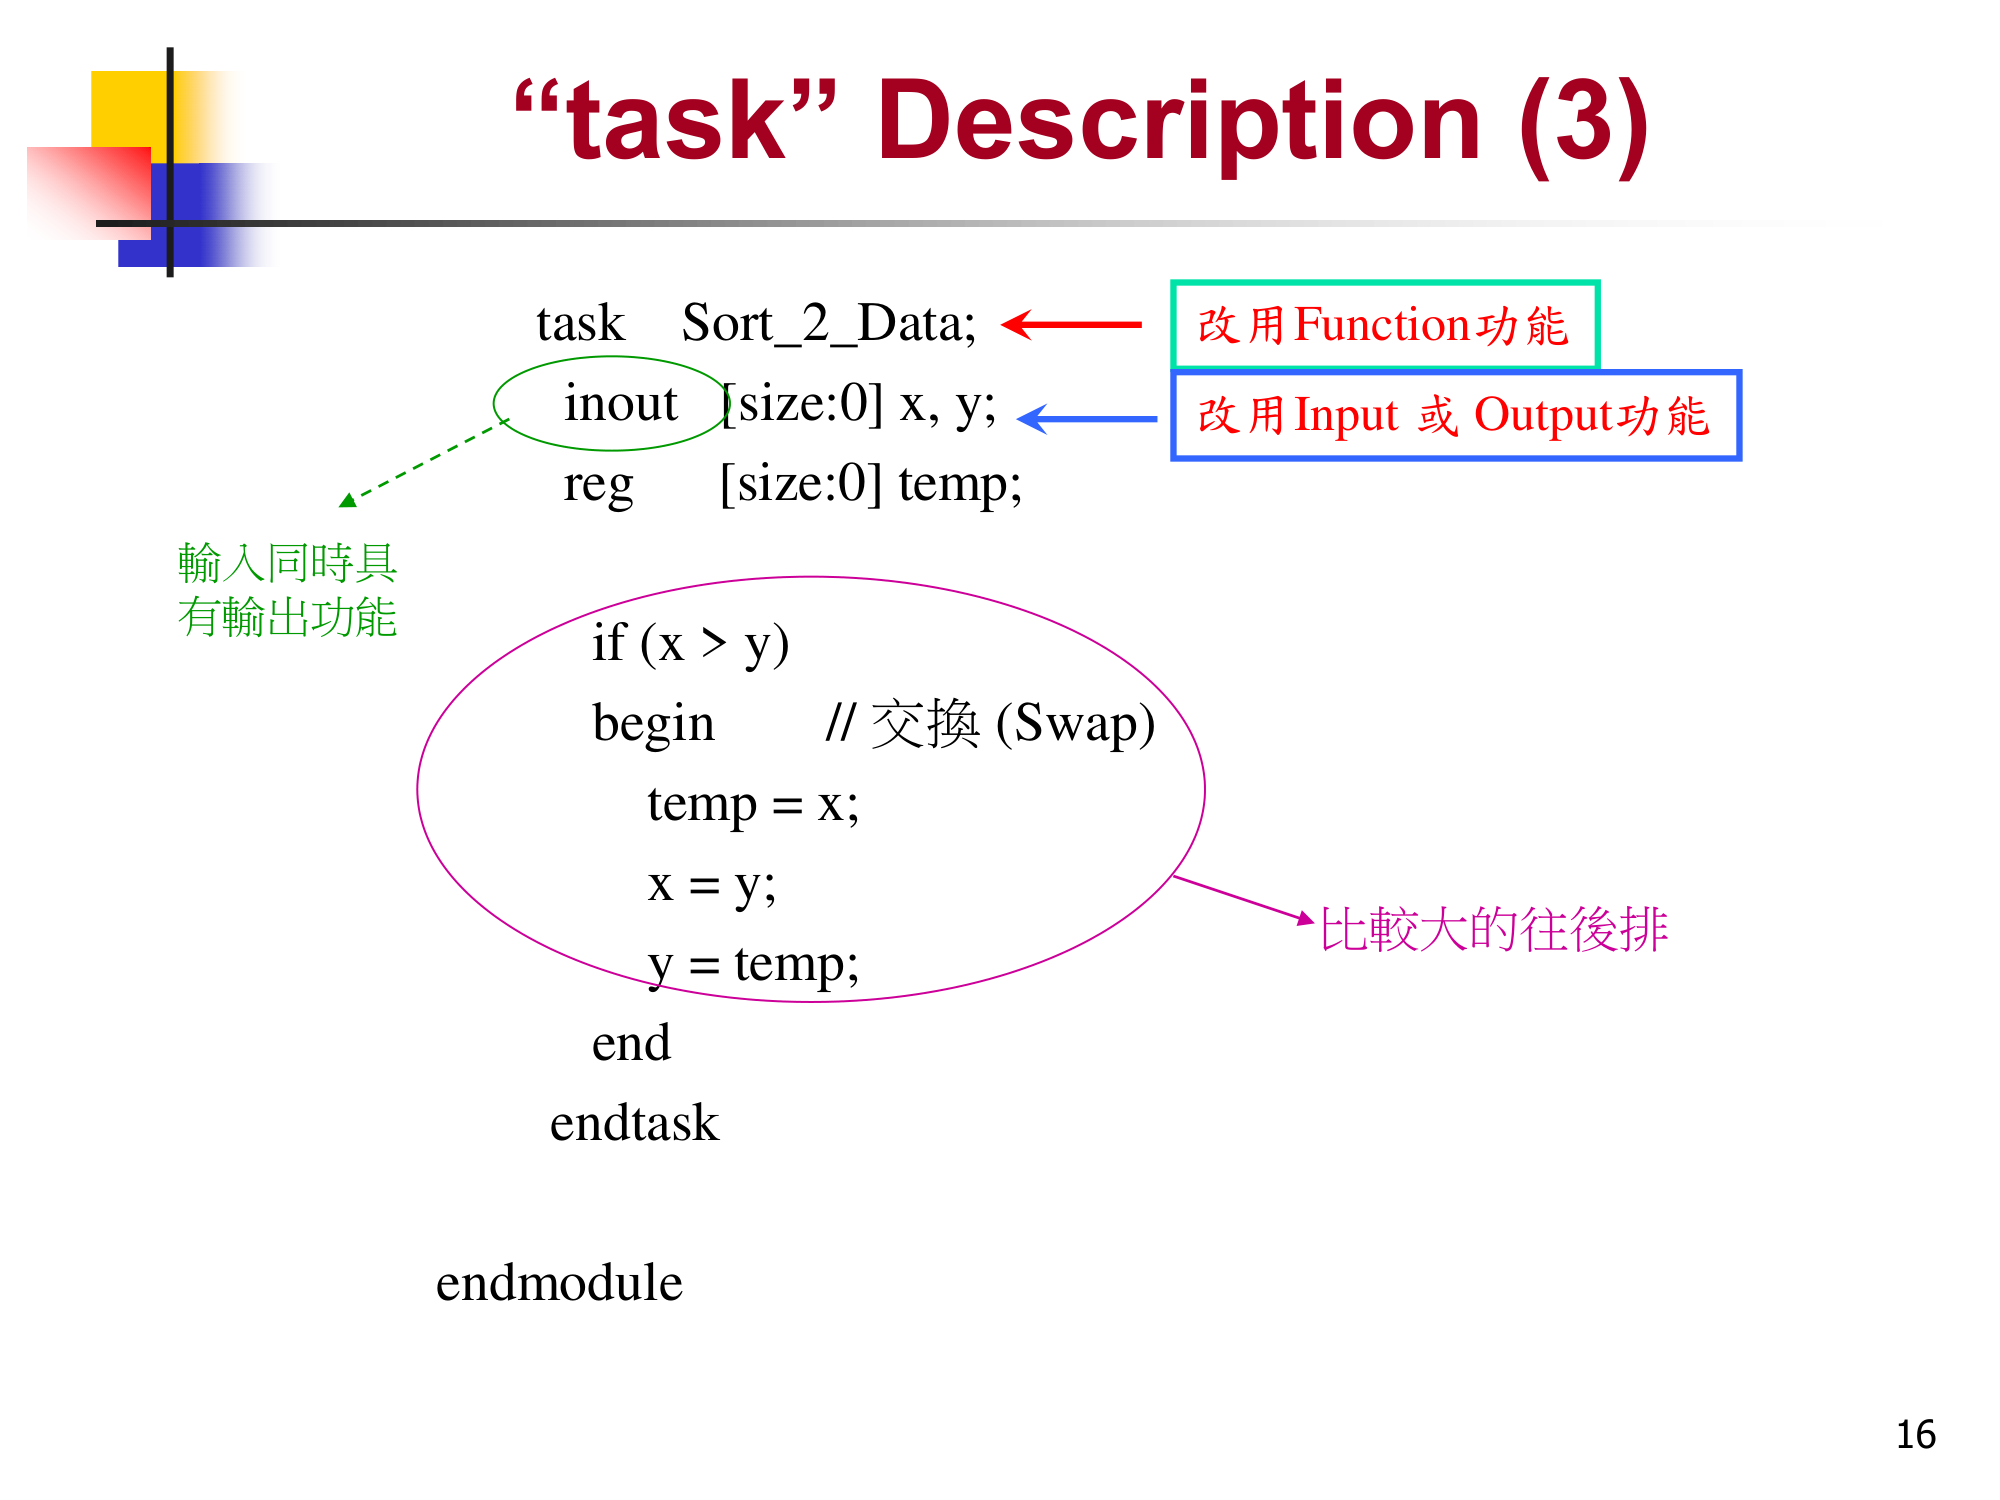 “task” Description (3)
task Sort_2_Data;
改用Function功能
inout [size:0] x, y;
改用Input 或 Output功能
reg [size:0] temp;
輸入同時具
有輸出功能
if (x > y)
begin // 交換 (Swap)
temp = x;
x = y;
比較大的往後排
y = temp;
end
endtask
endmodule
16